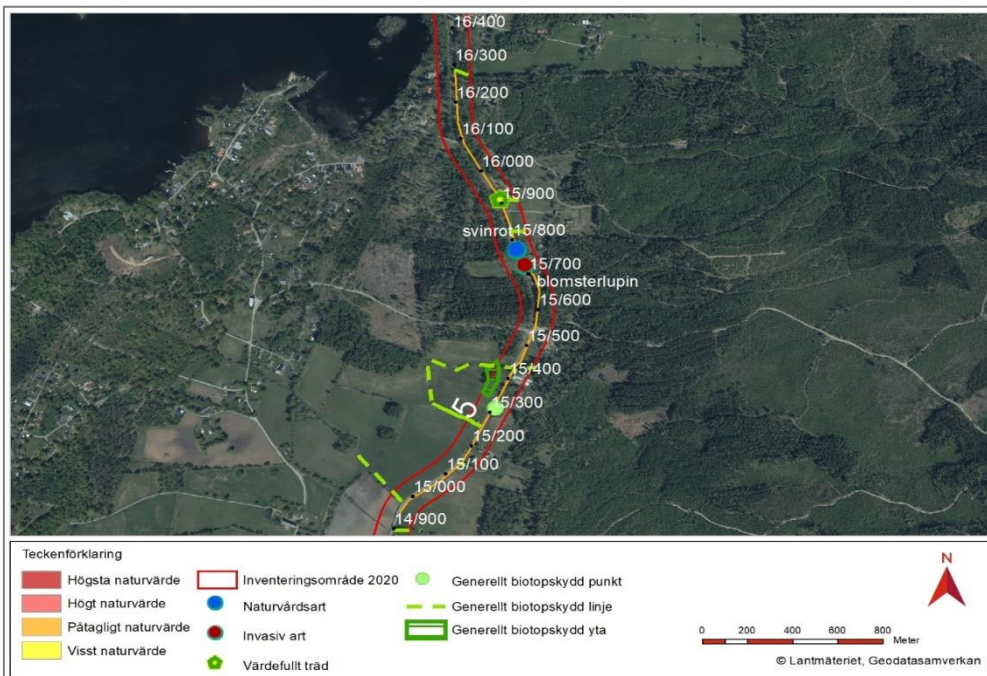 16/400
16/300
16/200
16/100
16/000
15/900
svinrot 15/800
15/700
blomsterlupin
15/600
15/500
15/400
5
15/300
15/200
15/100
15/000
14/900
Teckenförklaring
Högsta naturvärde
Högt naturvärde
Påtagligt naturvärde
Visst naturvärde
Inventeringsområde 2020
Naturvårdsart
Invasiv art
Värdefullt träd
Generellt biotopskydd punkt
Generellt biotopskydd linje
Generellt biotopskydd yta
N
0 100 200 400 600 800
Meter
© Lantmäteriet, Geodatasamverkan